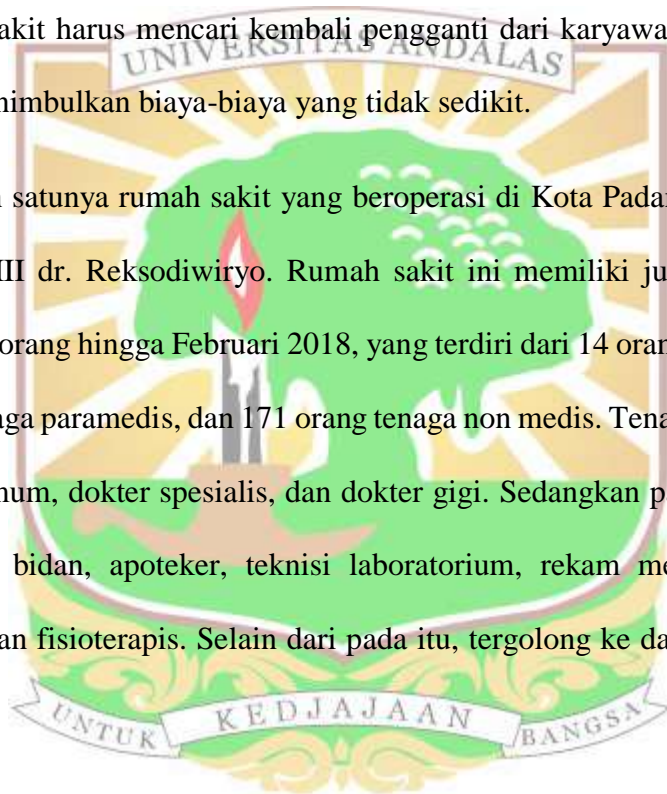 sakit harus mencari kembali pengganti dari karyawa
UNIVERSITAS ANDALAS
nimbulkan biaya-biaya yang tidak sedikit.
satunya rumah sakit yang beroperasi di Kota Pada
III dr. Reksodiwiryo. Rumah sakit ini memiliki ju
orang hingga Februari 2018, yang terdiri dari 14 oran
aga paramedis, dan 171 orang tenaga non medis. Tena
num, dokter spesialis, dan dokter gigi. Sedangkan p
bidan, apoteker, teknisi laboratorium, rekam me
an fisioterapis. Selain dari pada itu, tergolong ke da
UNTUK KEDJAJAAN BANGSA